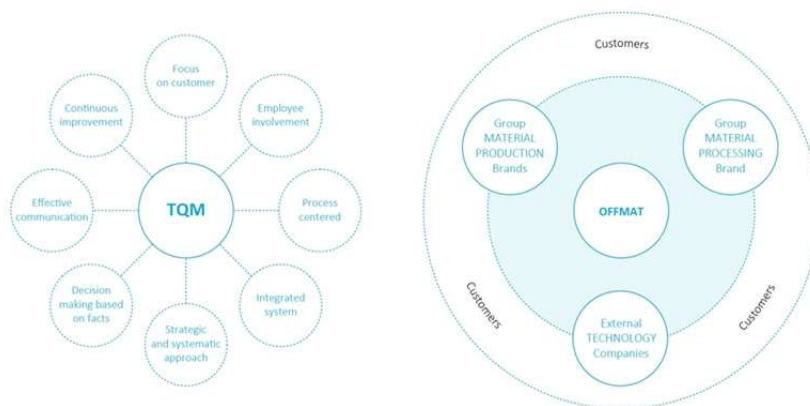 Focus
on customer
Employee
involvement
Process
centered
Integrated
system
Strategic
and systematic
approach
Decision
making based
on facts
Effective
communication
Continuous
improvement
TQM
Customers
Group
MATERIAL
PRODUCTION
Brands
Group
MATERIAL
PROCESSING
Brand
OFFMAT
External
TECHNOLOGY
Companies
Customers
Customers